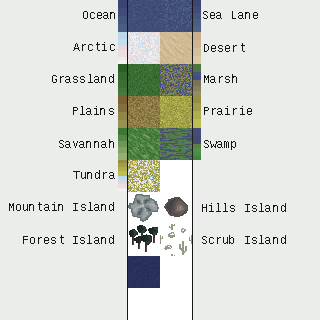 Ocean Sea Lane
Arctic Desert
Grassland Marsh
Plains Prairie
Savannah Swamp
Tundra
Mountain Island Hills Island
Forest Island Scrub Island